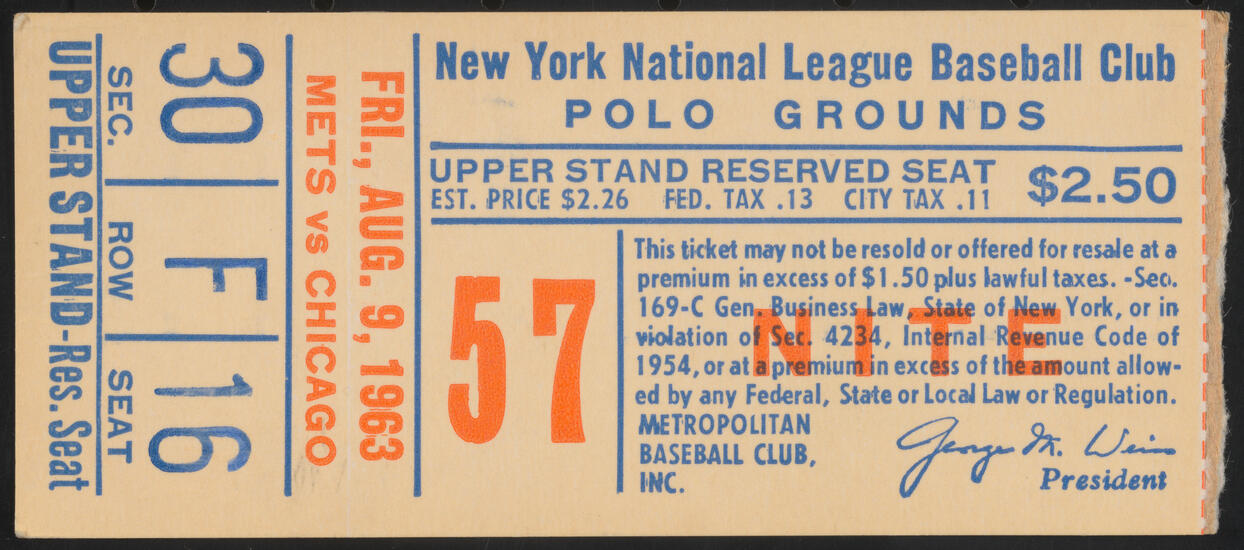 UPPER STAND-Res. Seat
SEC. ROW SEAT
30 F 16
METS vs CHICAGO
FRI., AUG. 9, 1963
New York National League Baseball Club
POLO GROUNDS
UPPER STAND RESERVED SEAT
EST. PRICE $2.26 FED. TAX .13 CITY TAX .11
$2.50
57
This ticket may not be resold or offered for resale at a
premium in excess of $1.50 plus lawful taxes. -Sec.
169-C Gen. Business Law, State of New York, or in
violation of Sec. 4234, Internal Revenue Code of
1954, or at a premium in excess of the amount allow-
ed by any Federal, State or Local Law or Regulation.
NITE
METROPOLITAN
BASEBALL CLUB,
INC.
George M. Weiss
President